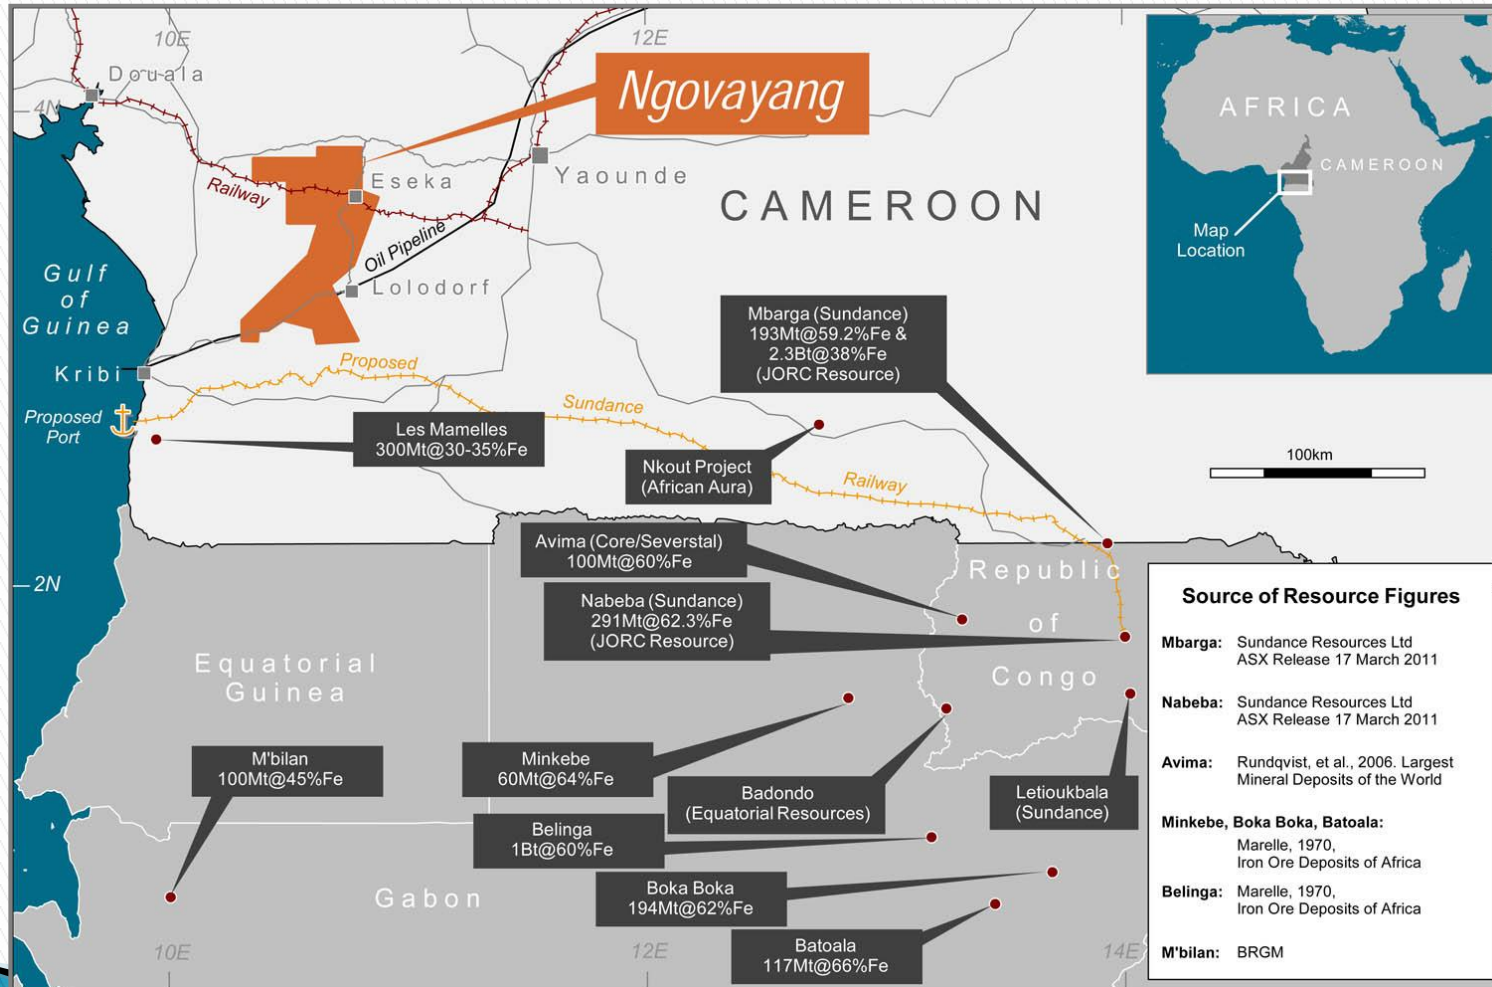 10E
12E
Douala
4N
Ngovayang
Railway
Eseka
Yaounde
CAMEROON
Oil Pipeline
Lolodorf
Gulf
of
Guinea
Kribi
Proposed
Port
Proposed
Sundance
Railway
Mbarga (Sundance)
193Mt@59.2%Fe &
2.3Bt@38%Fe
(JORC Resource)
Les Mamelles
300Mt@30-35%Fe
Nkout Project
(African Aura)
100km
AFRICA
CAMEROON
Map
Location
2N
Avima (Core/Severstal)
100Mt@60%Fe
Nabeba (Sundance)
291Mt@62.3%Fe
(JORC Resource)
Republic
of
Congo
Equatorial
Guinea
M'bilan
100Mt@45%Fe
Minkebe
60Mt@64%Fe
Badondo
(Equatorial Resources)
Letioukbala
(Sundance)
Belinga
1Bt@60%Fe
Boka Boka
194Mt@62%Fe
Batoala
117Mt@66%Fe
Gabon
10E
12E
14E
Source of Resource Figures
Mbarga: Sundance Resources Ltd
ASX Release 17 March 2011
Nabeba: Sundance Resources Ltd
ASX Release 17 March 2011
Avima: Rundqvist, et al., 2006. Largest
Mineral Deposits of the World
Minkebe, Boka Boka, Batoala:
Marelle, 1970,
Iron Ore Deposits of Africa
Belinga: Marelle, 1970,
Iron Ore Deposits of Africa
M'bilan: BRGM